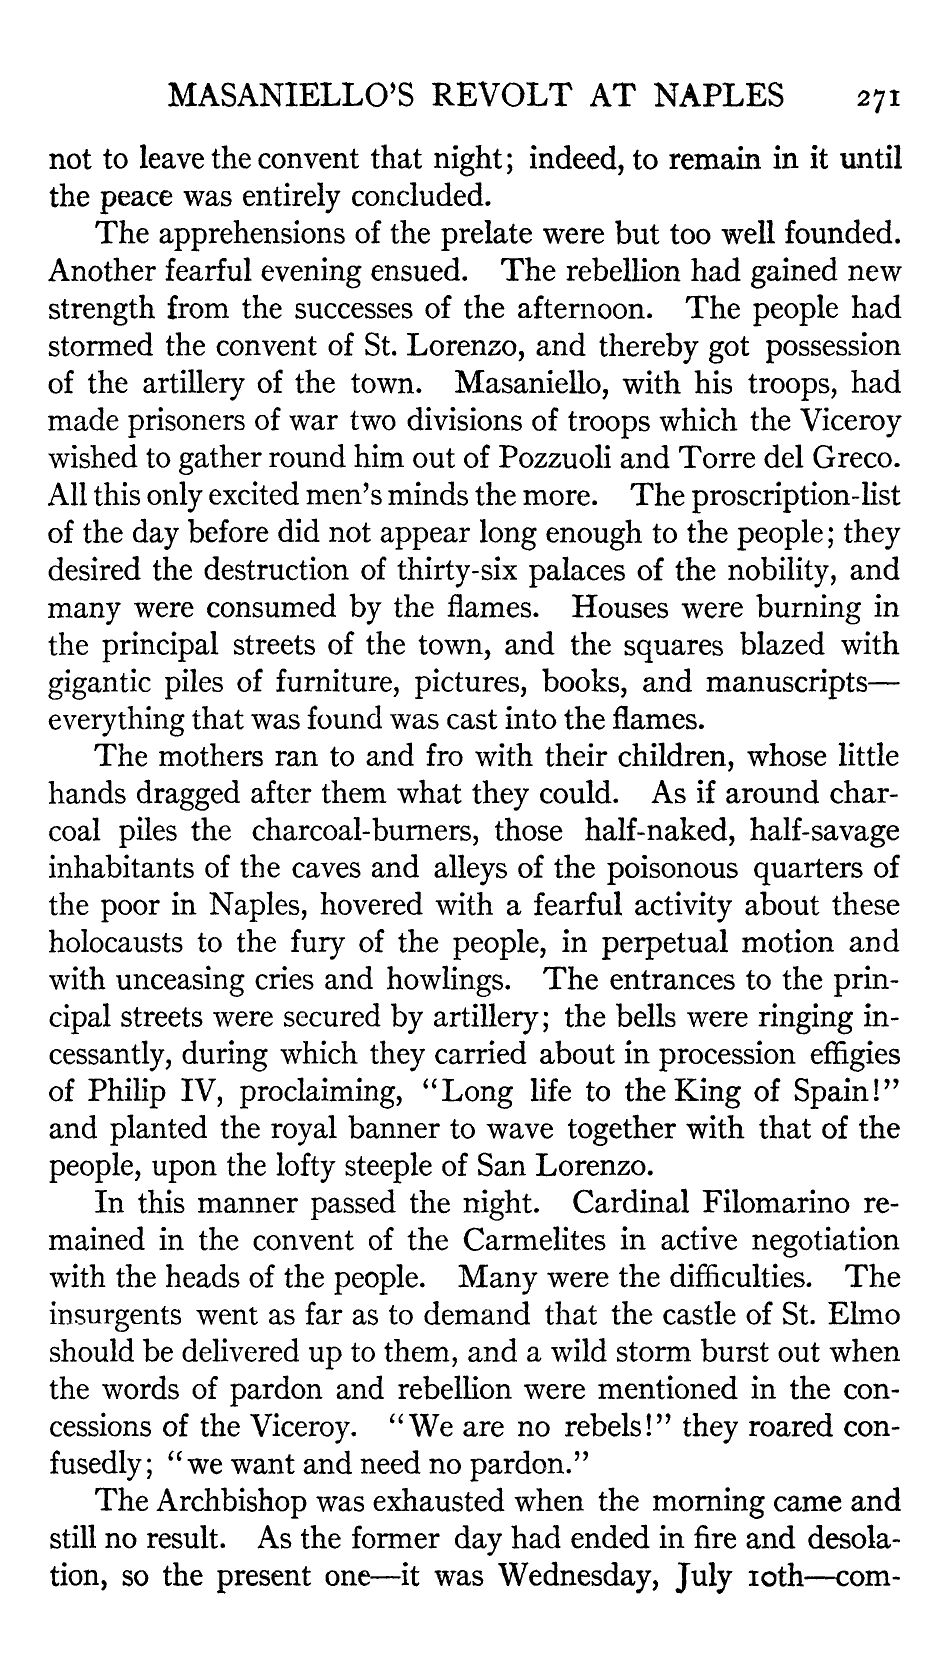 MASANIELLO'S REVOLT AT NAPLES 271
not to leave the convent that night; indeed, to remain in it until
the peace was entirely concluded.
The apprehensions of the prelate were but too well founded.
Another fearful evening ensued. The rebellion had gained new
strength from the successes of the afternoon. The people had
stormed the convent of St. Lorenzo, and thereby got possession
of the artillery of the town. Masaniello, with his troops, had
made prisoners of war two divisions of troops which the Viceroy
wished to gather round him out of Pozzuoli and Torre del Greco.
All this only excited men's minds the more. The proscription-list
of the day before did not appear long enough to the people; they
desired the destruction of thirty-six palaces of the nobility, and
many were consumed by the flames. Houses were burning in
the principal streets of the town, and the squares blazed with
gigantic piles of furniture, pictures, books, and manuscripts—
everything that was found was cast into the flames.
The mothers ran to and fro with their children, whose little
hands dragged after them what they could. As if around char-
coal piles the charcoal-burners, those half-naked, half-savage
inhabitants of the caves and alleys of the poisonous quarters of
the poor in Naples, hovered with a fearful activity about these
holocausts to the fury of the people, in perpetual motion and
with unceasing cries and howlings. The entrances to the prin-
cipal streets were secured by artillery; the bells were ringing in-
cessantly, during which they carried about in procession effigies
of Philip IV, proclaiming, "Long life to the King of Spain!"
and planted the royal banner to wave together with that of the
people, upon the lofty steeple of San Lorenzo.
In this manner passed the night. Cardinal Filomarino re-
mained in the convent of the Carmelites in active negotiation
with the heads of the people. Many were the difficulties. The
insurgents went as far as to demand that the castle of St. Elmo
should be delivered up to them, and a wild storm burst out when
the words of pardon and rebellion were mentioned in the con-
cessions of the Viceroy. "We are no rebels!" they roared con-
fusedly; "we want and need no pardon."
The Archbishop was exhausted when the morning came and
still no result. As the former day had ended in fire and desola-
tion, so the present one—it was Wednesday, July 10th—com-